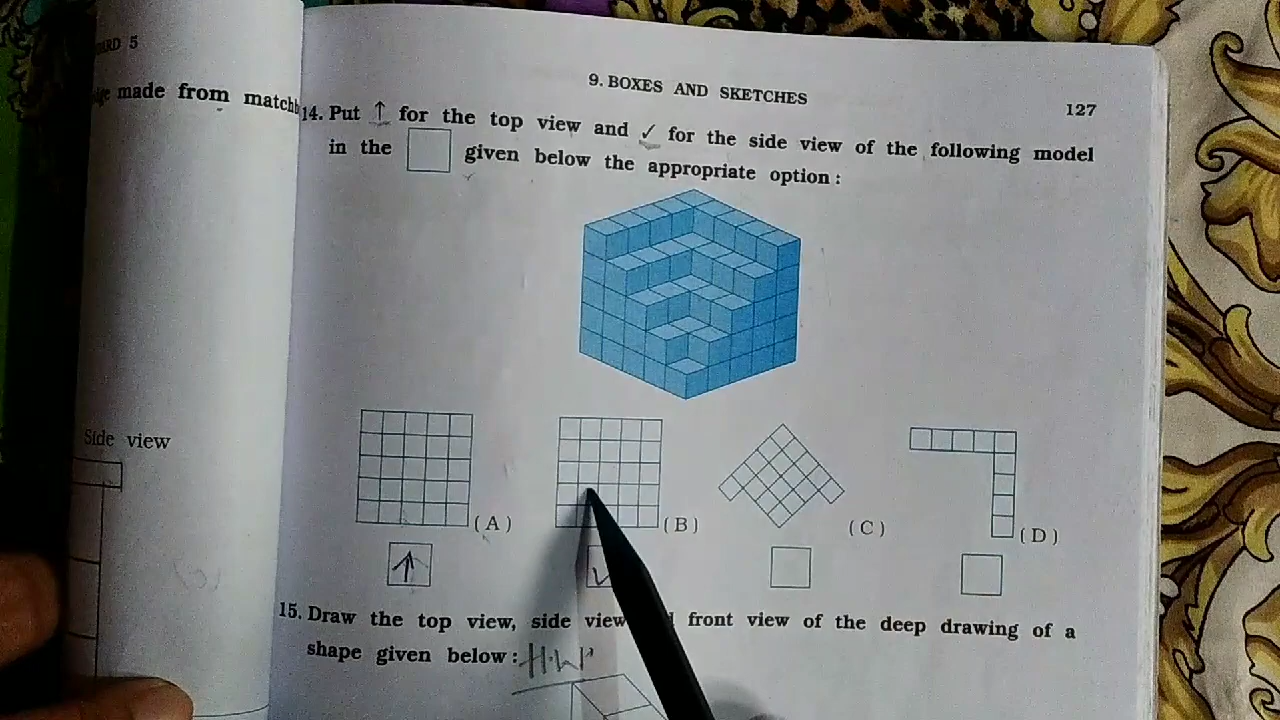 9. BOXES AND SKETCHES
127
14. Put ↑ for the top view and ✓ for the side view of the following model
in the given below the appropriate option :
(A) (B) (C) (D)
↑
15. Draw the top view, side view front view of the deep drawing of a
shape given below : H.W
5
made from
Side view